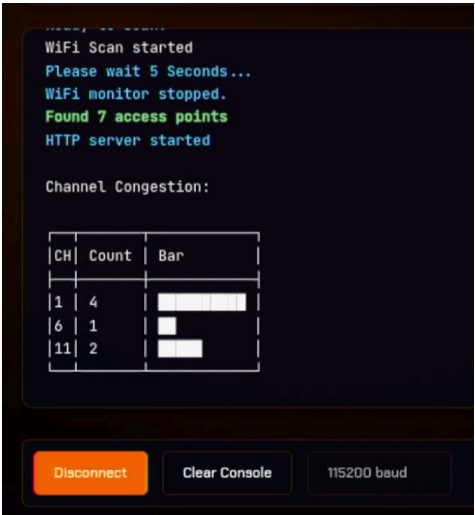 WiFi Scan started
Please wait 5 Seconds...
WiFi monitor stopped.
Found 7 access points
HTTP server started
Channel Congestion:
CH Count Bar
1 4
6 1
11 2
Disconnect Clear Console 115200 baud